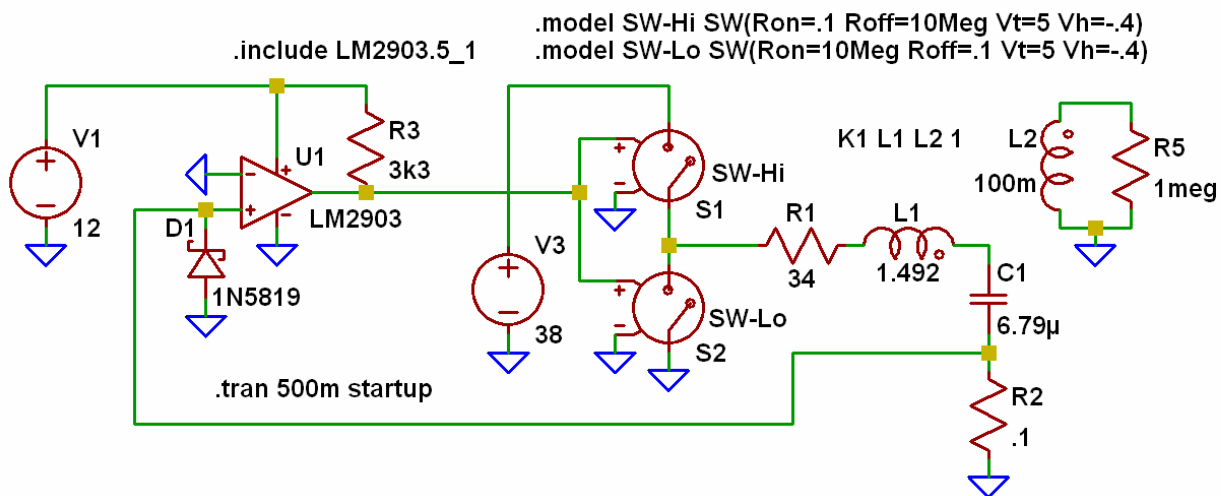 .model SW-Hi SW(Ron=.1 Roff=10Meg Vt=5 Vh=-.4)
.model SW-Lo SW(Ron=10Meg Roff=.1 Vt=5 Vh=-.4)
.include LM2903.5_1
V1
12
R3
3k3
U1
LM2903
D1
1N5819
V3
38
SW-Hi
S1
SW-Lo
S2
K1 L1 L2 1
L2
100m
R5
1meg
R1
34
L1
1.492
C1
6.79µ
R2
.1
.tran 500m startup